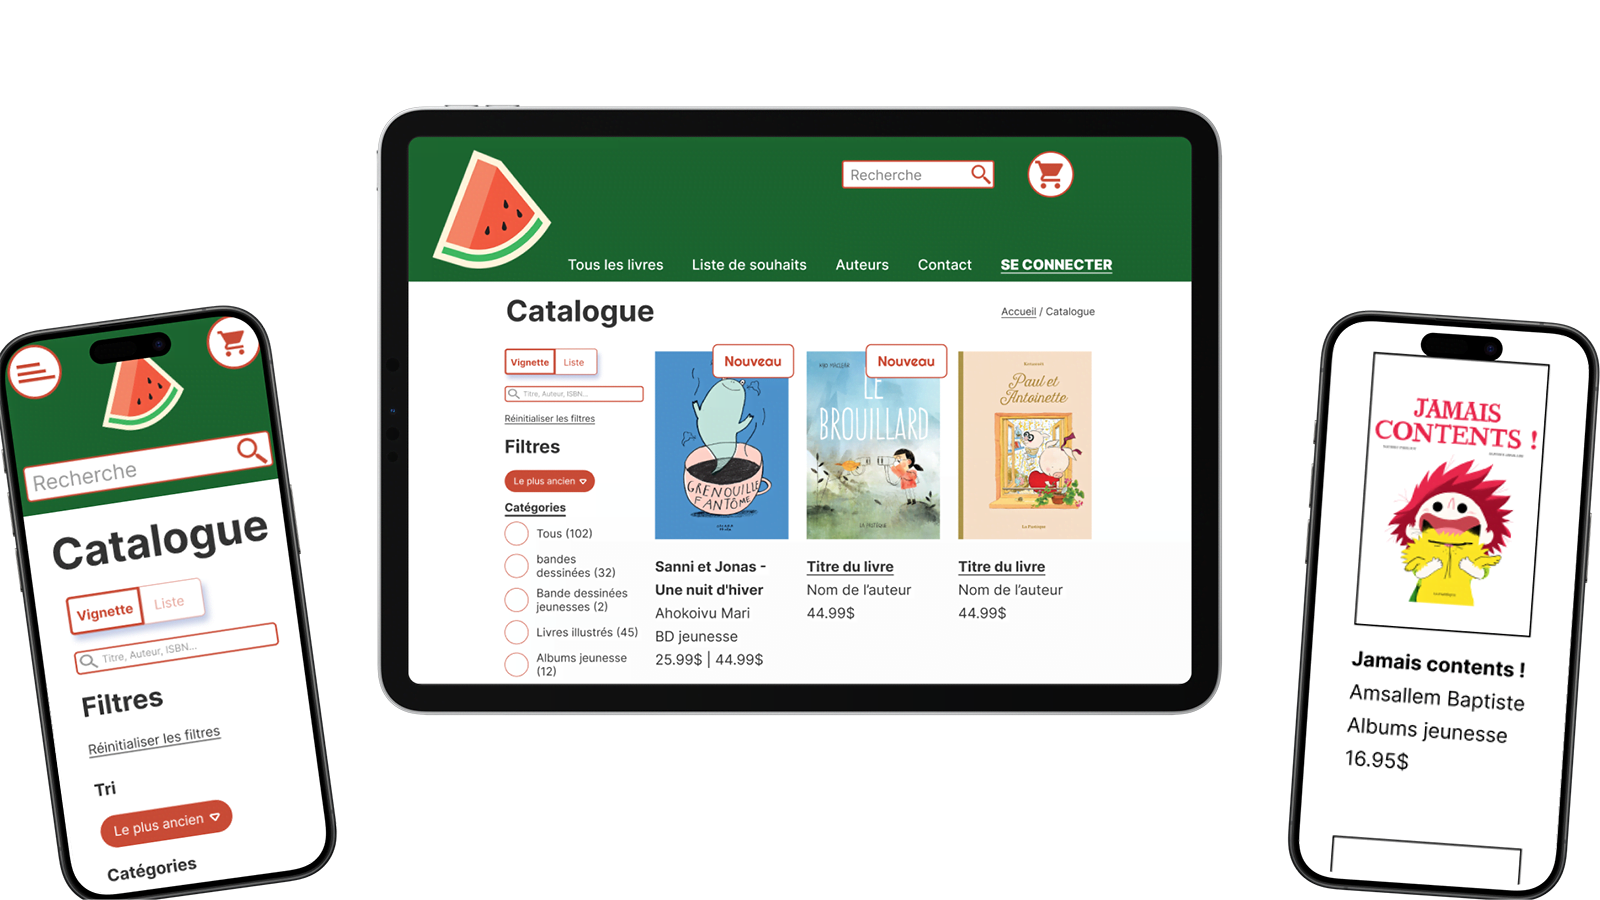 Recherche
Catalogue
Vignette
Liste
Titre, Auteur, ISBN...
Filtres
Réinitialiser les filtres
Tri
Le plus ancien
Catégories
Recherche
Tous les livres
Liste de souhaits
Auteurs
Contact
SE CONNECTER
Catalogue
Accueil / Catalogue
Vignette
Liste
Titre, Auteur, ISBN...
Réinitialiser les filtres
Filtres
Le plus ancien
Catégories
Tous (102)
bandes
dessinées (32)
Bande dessinées
jeunesses (2)
Livres illustrés (45)
Albums jeunesse
(12)
Nouveau
GRENOUILLE
FANTÔME
Sanni et Jonas -
Une nuit d'hiver
Ahokoivu Mari
BD jeunesse
25.99$ | 44.99$
Nouveau
LE
BROUILLARD
LA PASTÈQUE
Titre du livre
Nom de l'auteur
44.99$
Paul et
Antoinette
La Pastèque
Titre du livre
Nom de l'auteur
44.99$
JAMAIS
CONTENTS !
Jamais contents !
Amsallem Baptiste
Albums jeunesse
16.95$